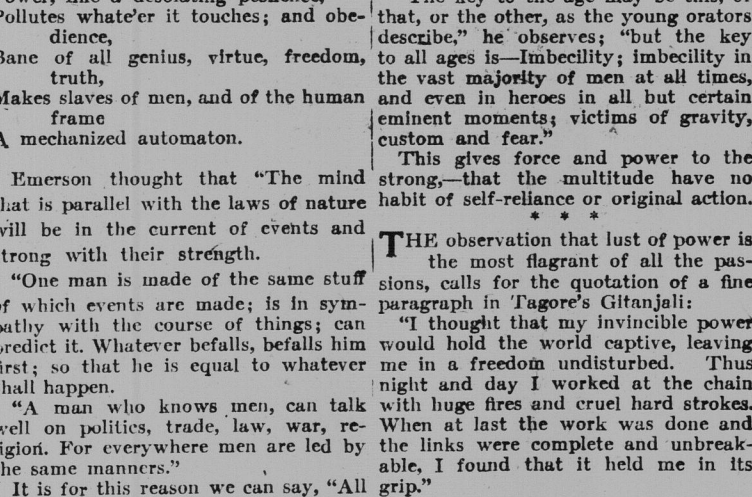 Pollutes whate'er it touches; and obe-
dience,
Bane of all genius, virtue, freedom,
truth,
Makes slaves of men, and of the human
frame
A mechanized automaton.
Emerson thought that "The mind
that is parallel with the laws of nature
will be in the current of events and
strong with their strength.
"One man is made of the same stuff
of which events are made; is in sym-
pathy with the course of things; can
predict it. Whatever befalls, befalls him
first; so that he is equal to whatever
shall happen.
"A man who knows men, can talk
well on politics, trade, law, war, re-
ligion. For everywhere men are led by
the same manners."
It is for this reason we can say, "All
that, or the other, as the young orators
describe," he observes; "but the key
to all ages is—Imbecility; imbecility in
the vast majority of men at all times,
and even in heroes in all but certain
eminent moments; victims of gravity,
custom and fear."
This gives force and power to the
strong,—that the multitude have no
habit of self-reliance or original action.
* * *
THE observation that lust of power is
the most flagrant of all the pas-
sions, calls for the quotation of a fine
paragraph in Tagore's Gitanjali:
"I thought that my invincible power
would hold the world captive, leaving
me in a freedom undisturbed. Thus
night and day I worked at the chain
with huge fires and cruel hard strokes.
When at last the work was done and
the links were complete and unbreak-
able, I found that it held me in its
grip."